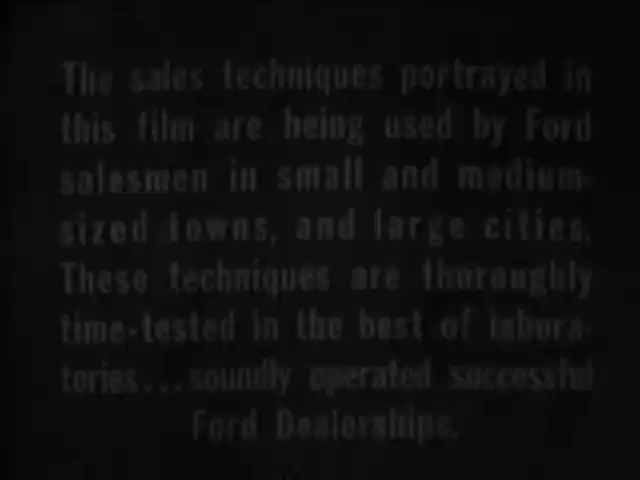 The sales techniques portrayed in
this film are being used by Ford
salesmen in small and medium-
sized towns, and large cities.
These techniques are thoroughly
time-tested in the best of labora-
tories...soundly operated successful
Ford Dealerships.